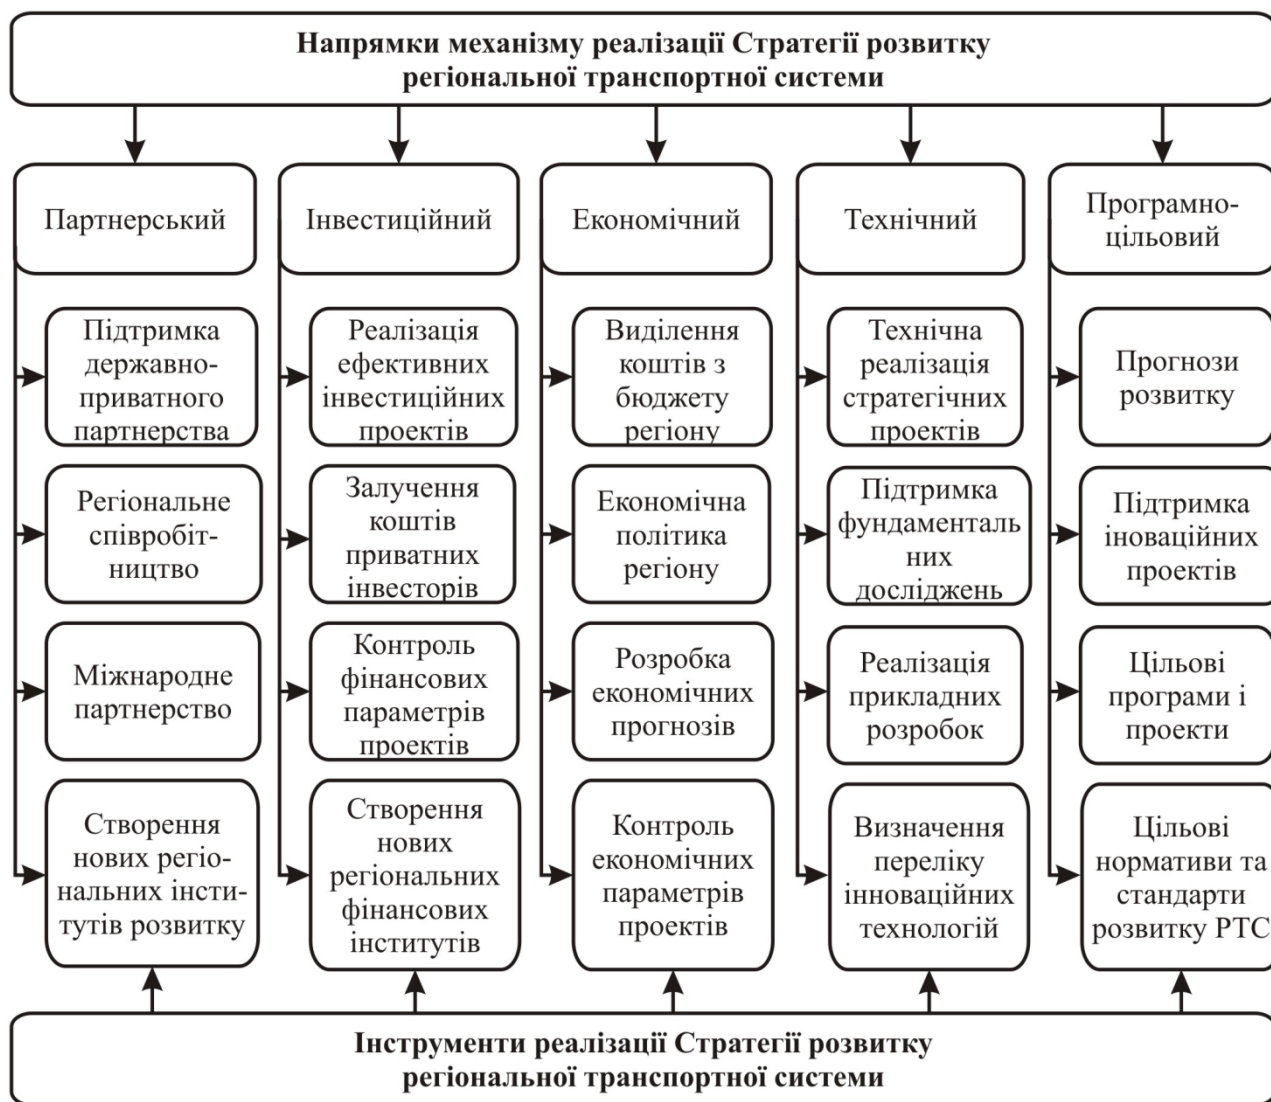 Напрямки механізму реалізації Стратегії розвитку
регіональної транспортної системи
Партнерський
Інвестиційний
Економічний
Технічний
Програмно-
цільовий
Підтримка
державно-
приватного
партнерства
Реалізація
ефективних
інвестиційних
проектів
Виділення
коштів з
бюджету
регіону
Технічна
реалізація
стратегічних
проектів
Прогнози
розвитку
Регіональне
співробіт-
ництво
Залучення
коштів
приватних
інвесторів
Економічна
політика
регіону
Підтримка
фундаменталь
них
досліджень
Підтримка
іноваційних
проектів
Міжнародне
партнерство
Контроль
фінансових
параметрів
проектів
Розробка
економічних
прогнозів
Реалізація
прикладних
розробок
Цільові
програми і
проекти
Створення
нових регіо-
нальних інсти-
тутів розвитку
Створення
нових
регіональних
фінансових
інститутів
Контроль
економічних
параметрів
проектів
Визначення
переліку
інноваційних
технологій
Цільові
нормативи та
стандарти
розвитку РТС
Інструменти реалізації Стратегії розвитку
регіональної транспортної системи